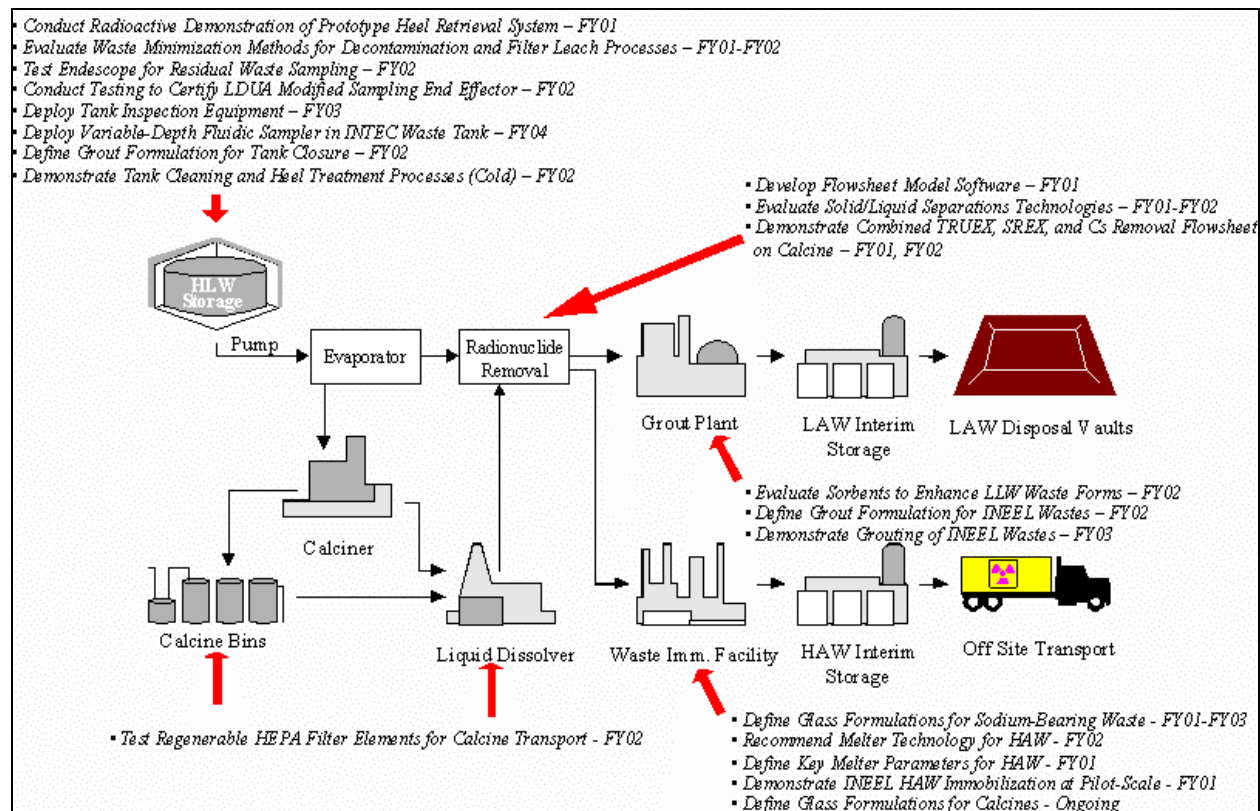 ▪ Conduct Radioactive Demonstration of Prototype Heel Retrieval System – FY01
▪ Evaluate Waste Minimization Methods for Decontamination and Filter Leach Processes – FY01-FY02
▪ Test Endescope for Residual Waste Sampling – FY02
▪ Conduct Testing to Certify LDUA Modified Sampling End Effector – FY02
▪ Deploy Tank Inspection Equipment – FY03
▪ Deploy Variable-Depth Fluidic Sampler in INTEC Waste Tank – FY04
▪ Define Grout Formulation for Tank Closure – FY02
▪ Demonstrate Tank Cleaning and Heel Treatment Processes (Cold) – FY02
▪ Develop Flowsheet Model Software – FY01
▪ Evaluate Solid/Liquid Separations Technologies – FY01-FY02
▪ Demonstrate Combined TRUEX, SREX, and Cs Removal Flowsheet
on Calcine – FY01, FY02
HLW
Storage
Pump
Evaporator
Radionuclide
Removal
Grout Plant
LAW Interim
Storage
LAW Disposal Vaults
▪ Evaluate Sorbents to Enhance LLW Waste Forms – FY02
▪ Define Grout Formulation for INEEL Wastes – FY02
▪ Demonstrate Grouting of INEEL Wastes – FY03
Calciner
Calcine Bins
Liquid Dissolver
Waste Imm. Facility
HAW Interim
Storage
Off Site Transport
▪ Test Regenerable HEPA Filter Elements for Calcine Transport - FY02
▪ Define Glass Formulations for Sodium-Bearing Waste - FY01-FY03
▪ Recommend Melter Technology for HAW - FY02
▪ Define Key Melter Parameters for HAW - FY01
▪ Demonstrate INEEL HAW Immobilization at Pilot-Scale - FY01
▪ Define Glass Formulations for Calcines - Ongoing